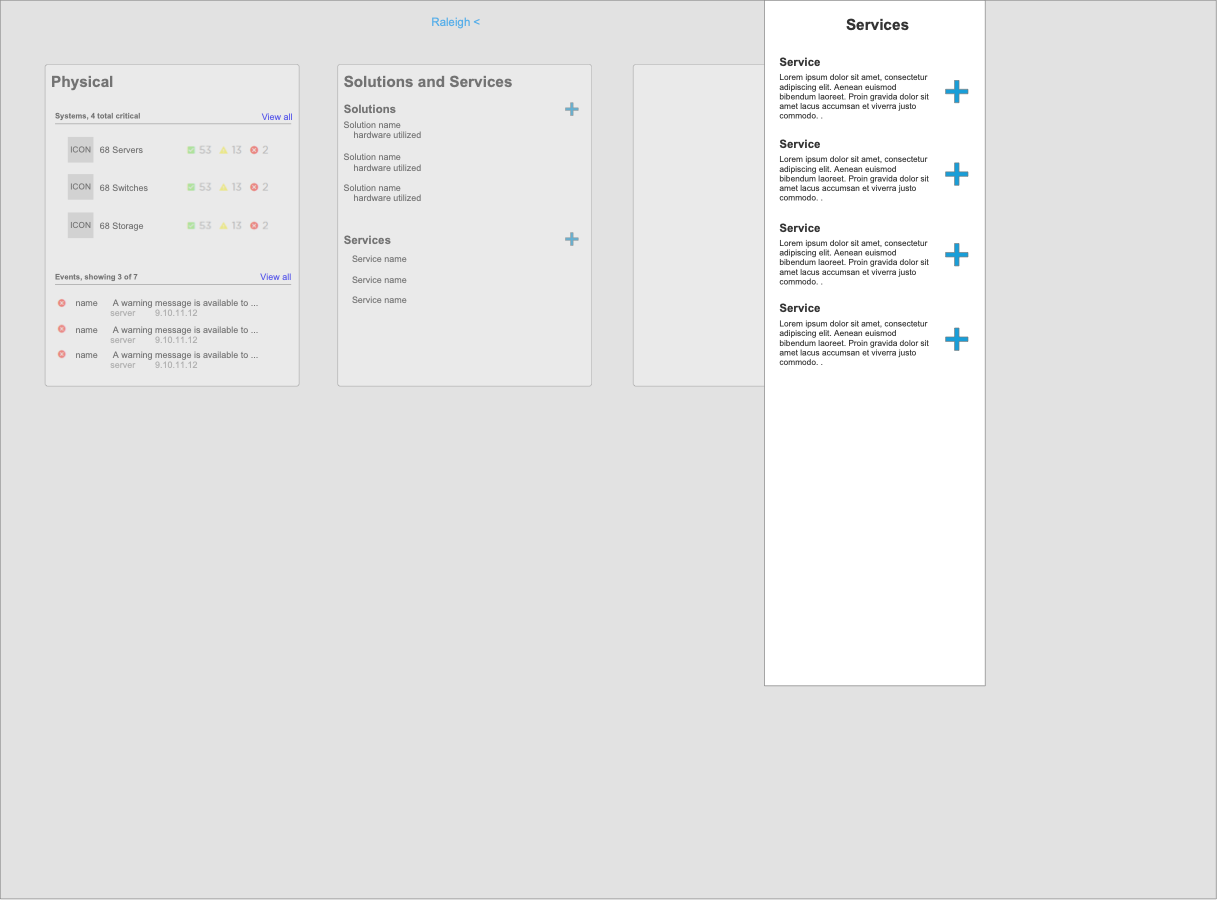 Raleigh <
Physical
Systems, 4 total critical View all
ICON 68 Servers 53 13 2
ICON 68 Switches 53 13 2
ICON 68 Storage 53 13 2
Events, showing 3 of 7 View all
name A warning message is available to ...
server 9.10.11.12
name A warning message is available to ...
server 9.10.11.12
name A warning message is available to ...
server 9.10.11.12
Solutions and Services
Solutions
Solution name
hardware utilized
Solution name
hardware utilized
Solution name
hardware utilized
Services
Service name
Service name
Service name
Services
Service
Lorem ipsum dolor sit amet, consectetur
adipiscing elit. Aenean euismod
bibendum laoreet. Proin gravida dolor sit
amet lacus accumsan et viverra justo
commodo. .
Service
Lorem ipsum dolor sit amet, consectetur
adipiscing elit. Aenean euismod
bibendum laoreet. Proin gravida dolor sit
amet lacus accumsan et viverra justo
commodo. .
Service
Lorem ipsum dolor sit amet, consectetur
adipiscing elit. Aenean euismod
bibendum laoreet. Proin gravida dolor sit
amet lacus accumsan et viverra justo
commodo. .
Service
Lorem ipsum dolor sit amet, consectetur
adipiscing elit. Aenean euismod
bibendum laoreet. Proin gravida dolor sit
amet lacus accumsan et viverra justo
commodo. .